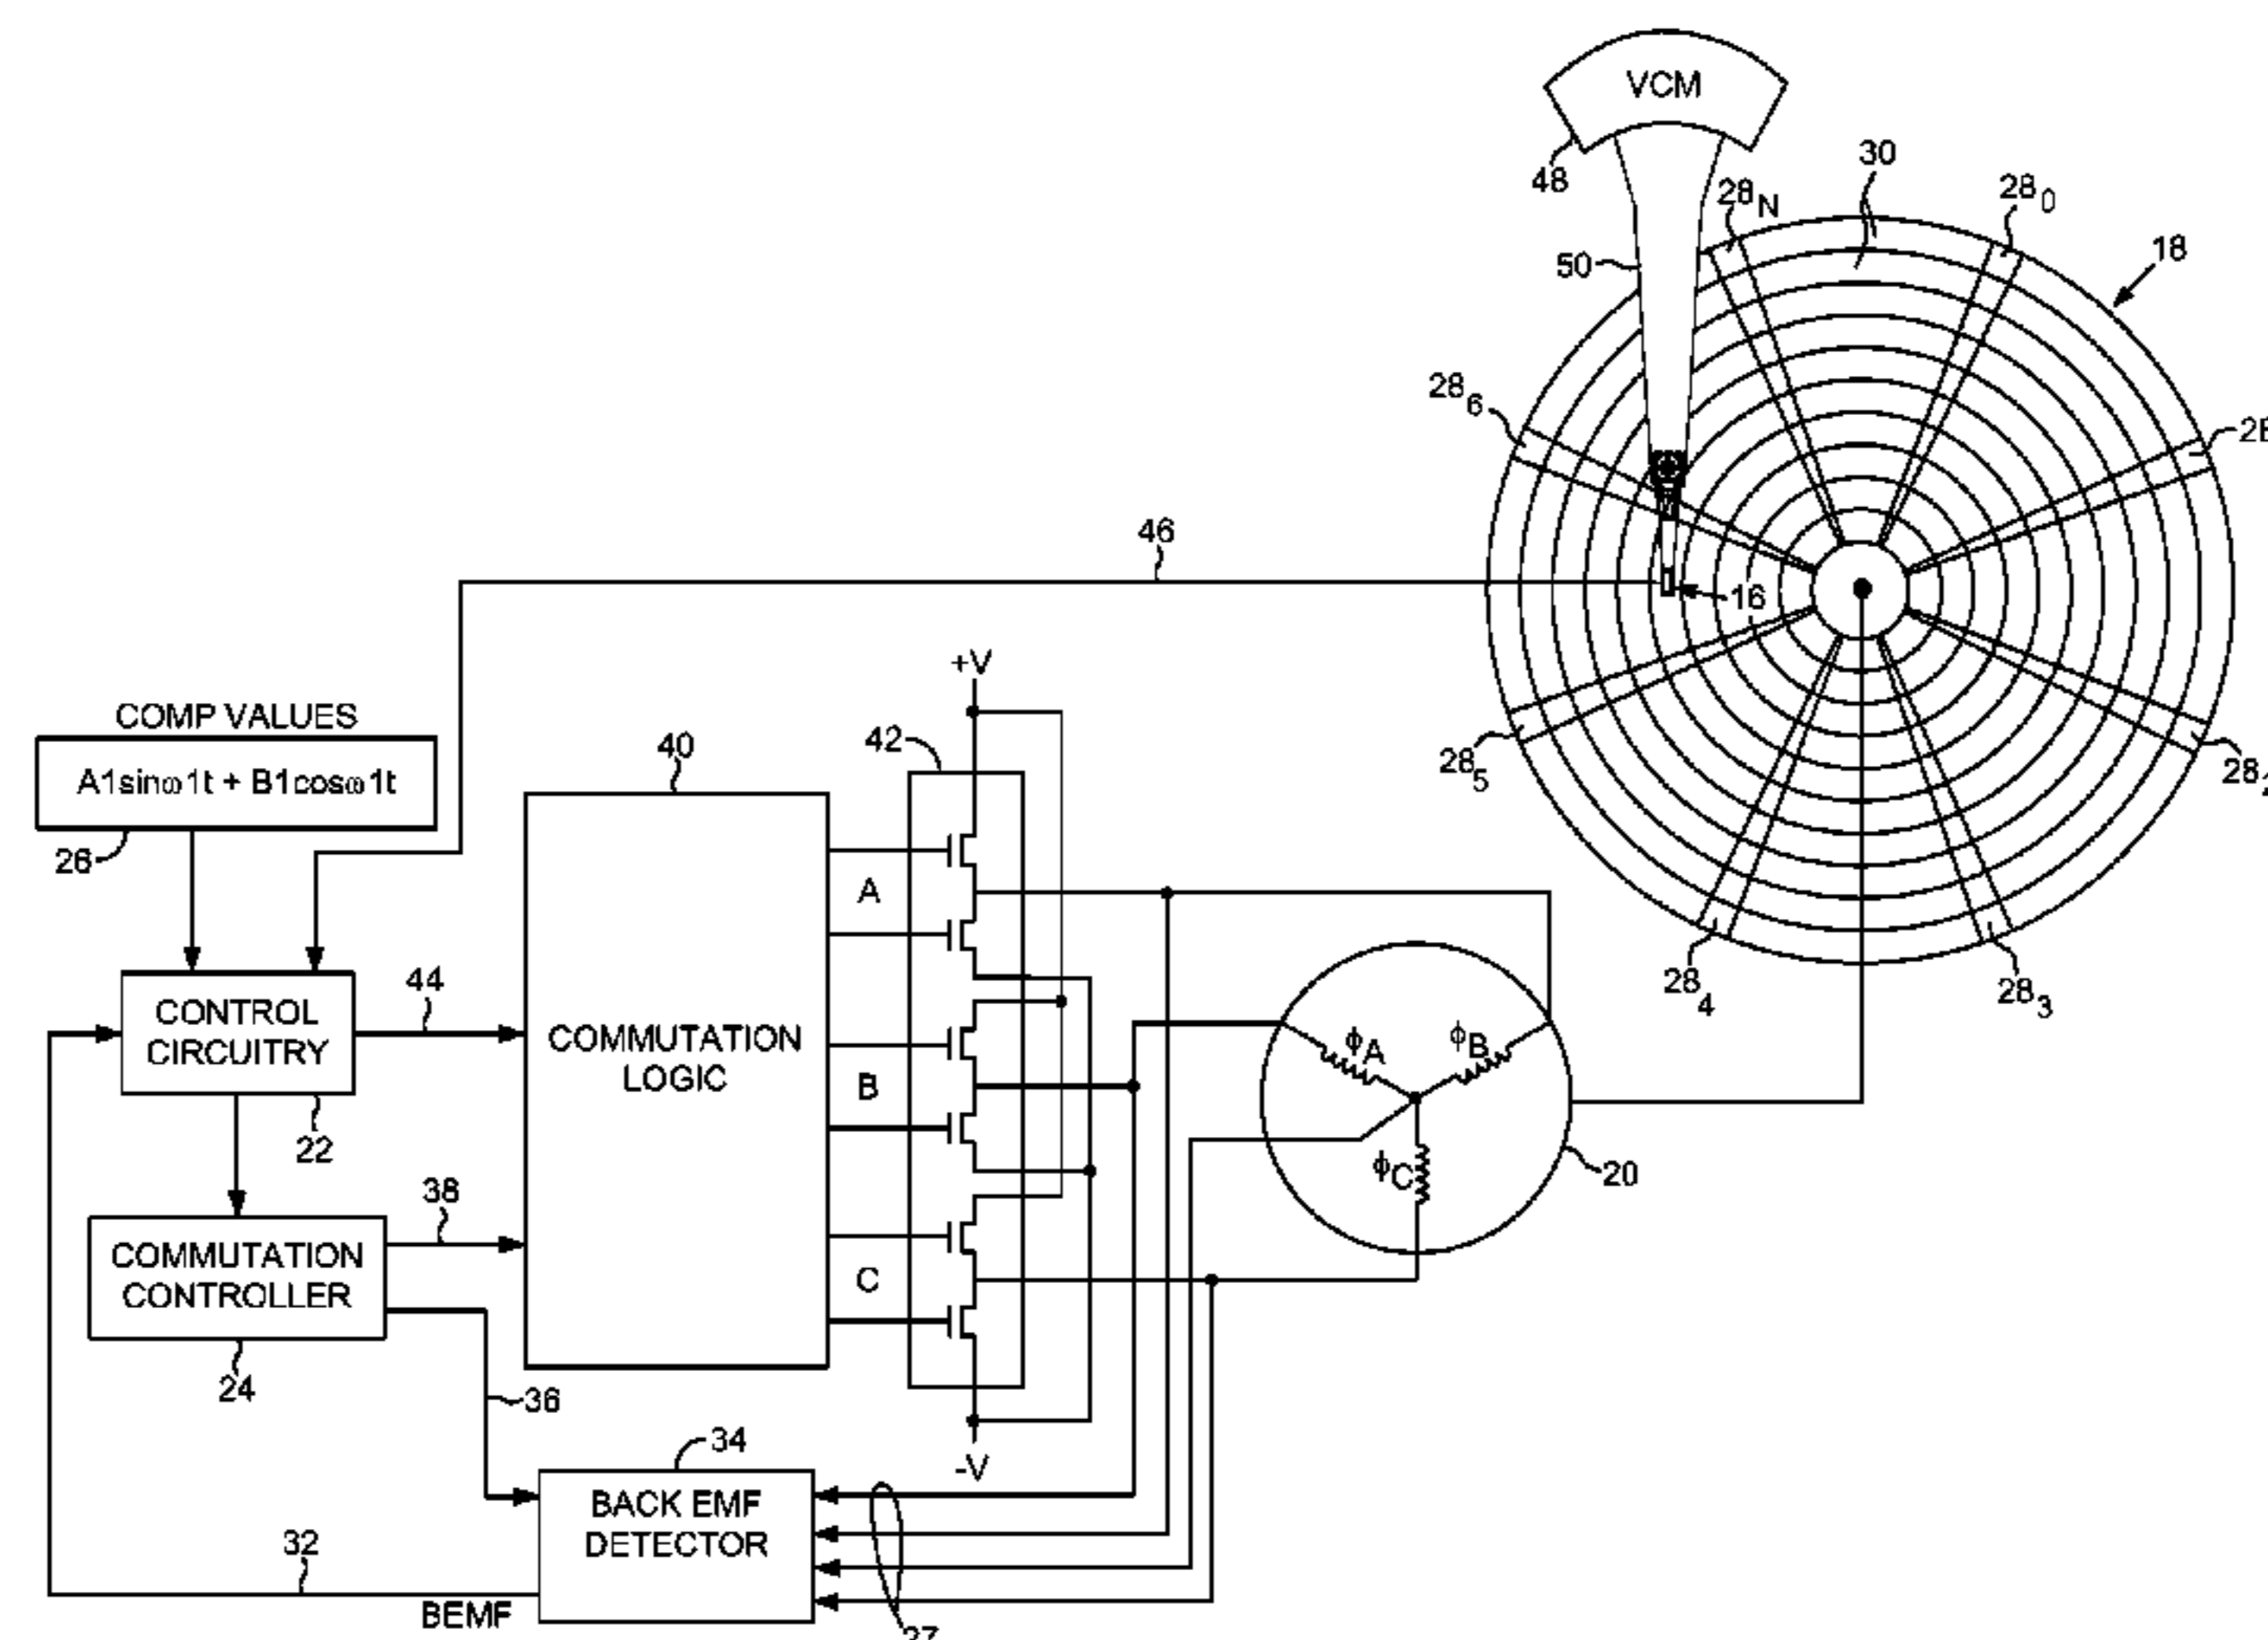 VCM
48
30
28N
280
50
18
286
28
46
16
+V
COMP VALUES
40
42
A1sinω1t + B1cosω1t
285
28
26
A
44
284
283
CONTROL
CIRCUITRY
COMMUTATION
LOGIC
ϕA
ϕB
B
22
ϕC
20
38
COMMUTATION
CONTROLLER
C
24
36
34
-V
BACK EMF
DETECTOR
32
BEMF